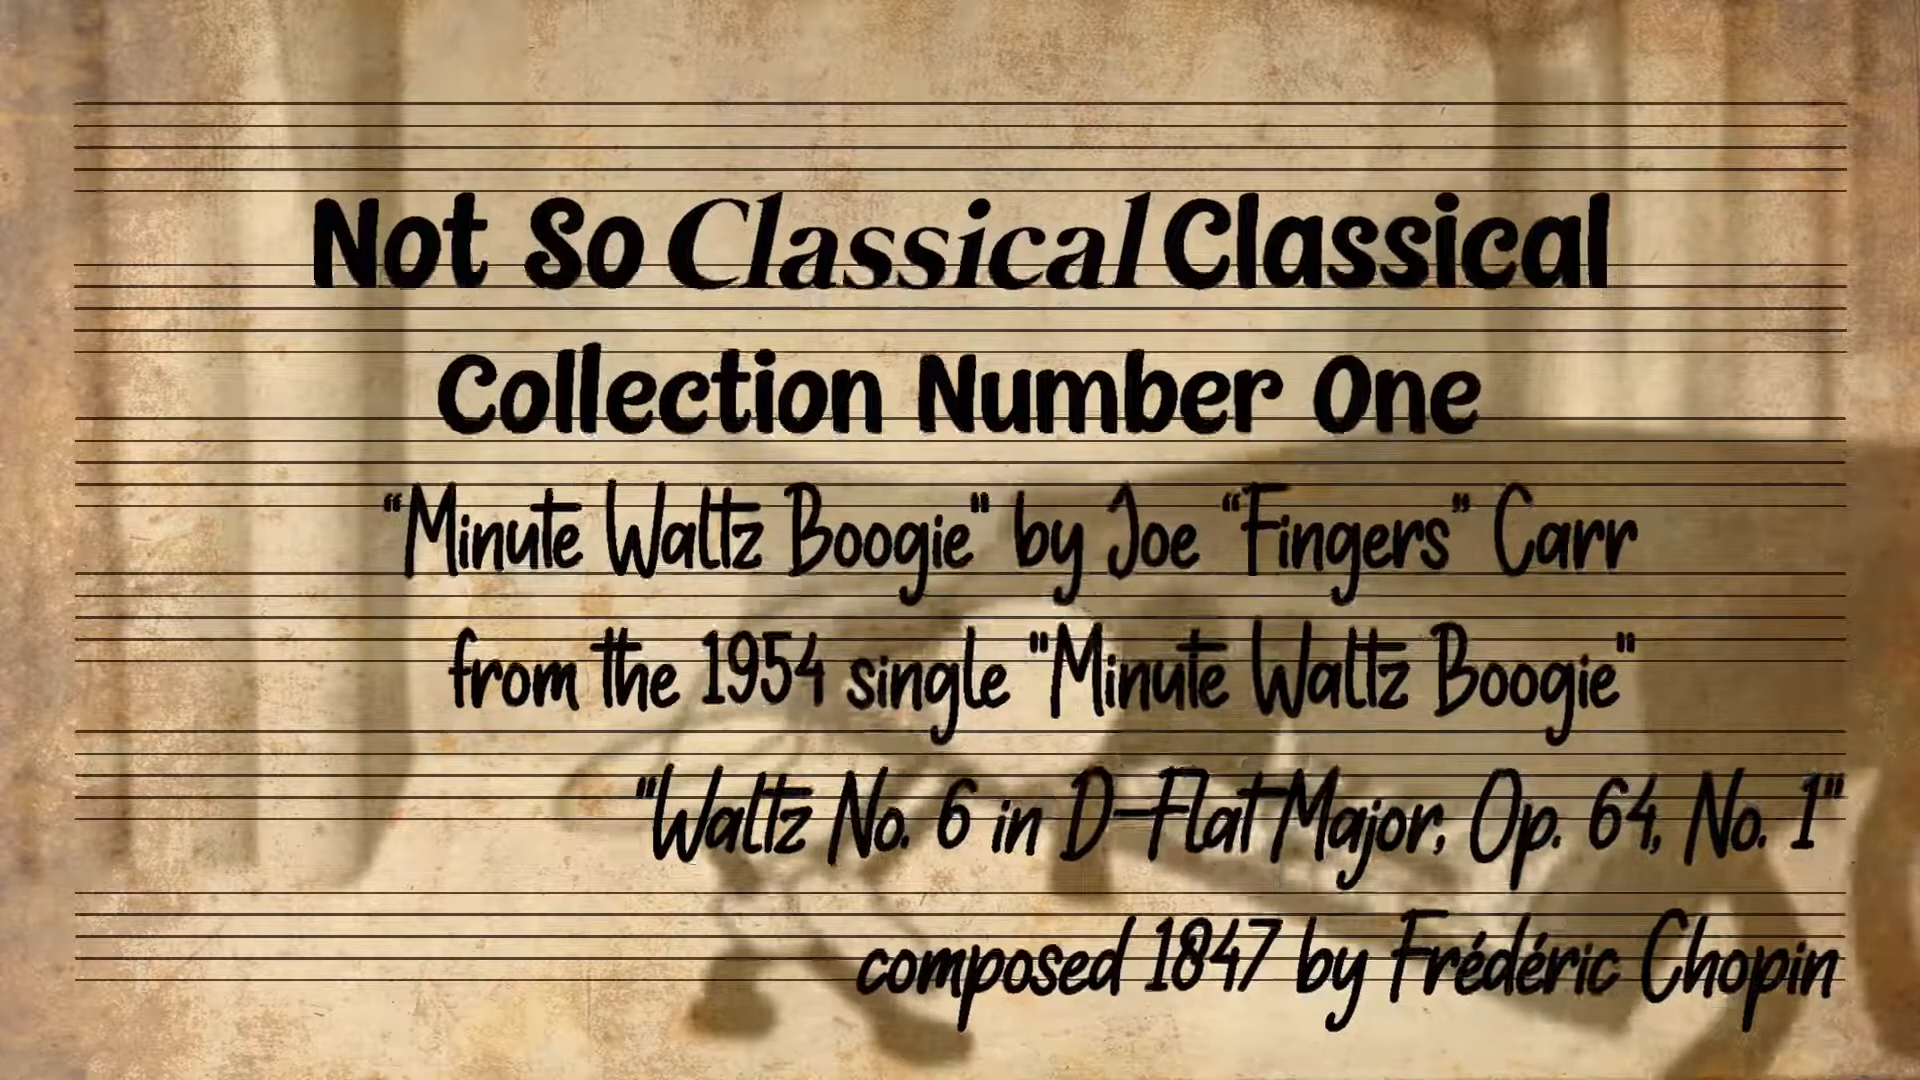 Not So Classical Classical
Collection Number One
“Minute Waltz Boogie" by Joe “Fingers” Carr
from the 1954 single "Minute Waltz Boogie"
"Waltz No. 6 in D-Flat Major, Op. 64, No. 1"
composed 1847 by Frédéric Chopin